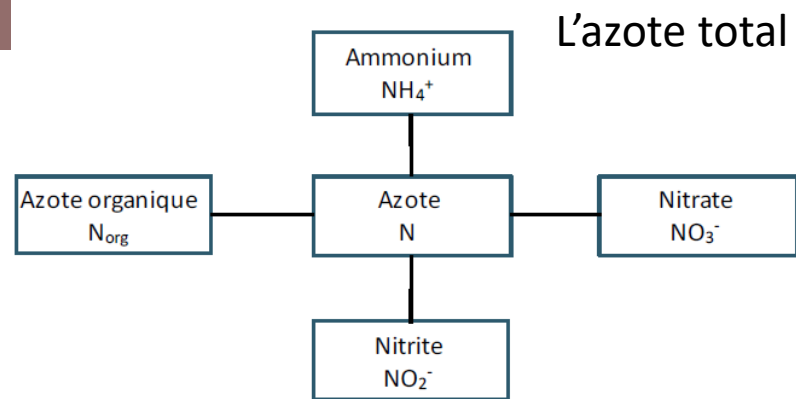 L’azote total
Ammonium
NH₄⁺
Azote organique
Nₒᵣg
Azote
N
Nitrate
NO₃⁻
Nitrite
NO₂⁻